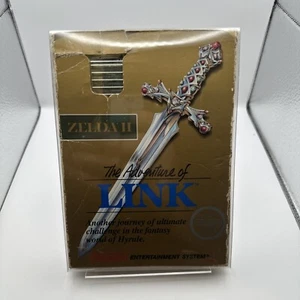 ZELDA II
The Adventure of
LINK
Another journey of ultimate
challenge in the fantasy
world of Hyrule.
ENTERTAINMENT SYSTEM